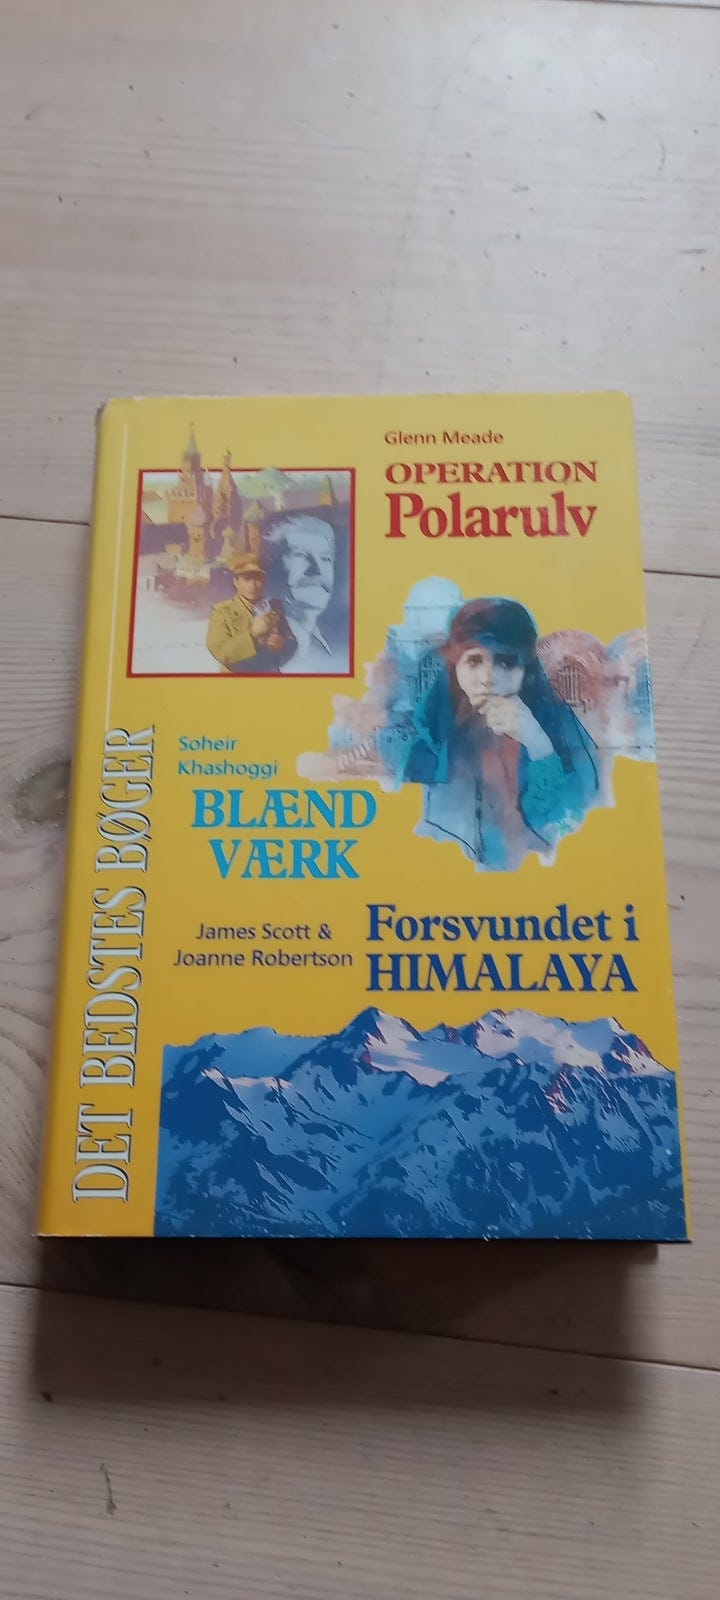 Glenn Meade
OPERATION
Polarulv
Soheir
Khashoggi
BLÆND
VÆRK
James Scott &
Joanne Robertson
Forsvundet i
HIMALAYA
DET BEDSTES BØGER